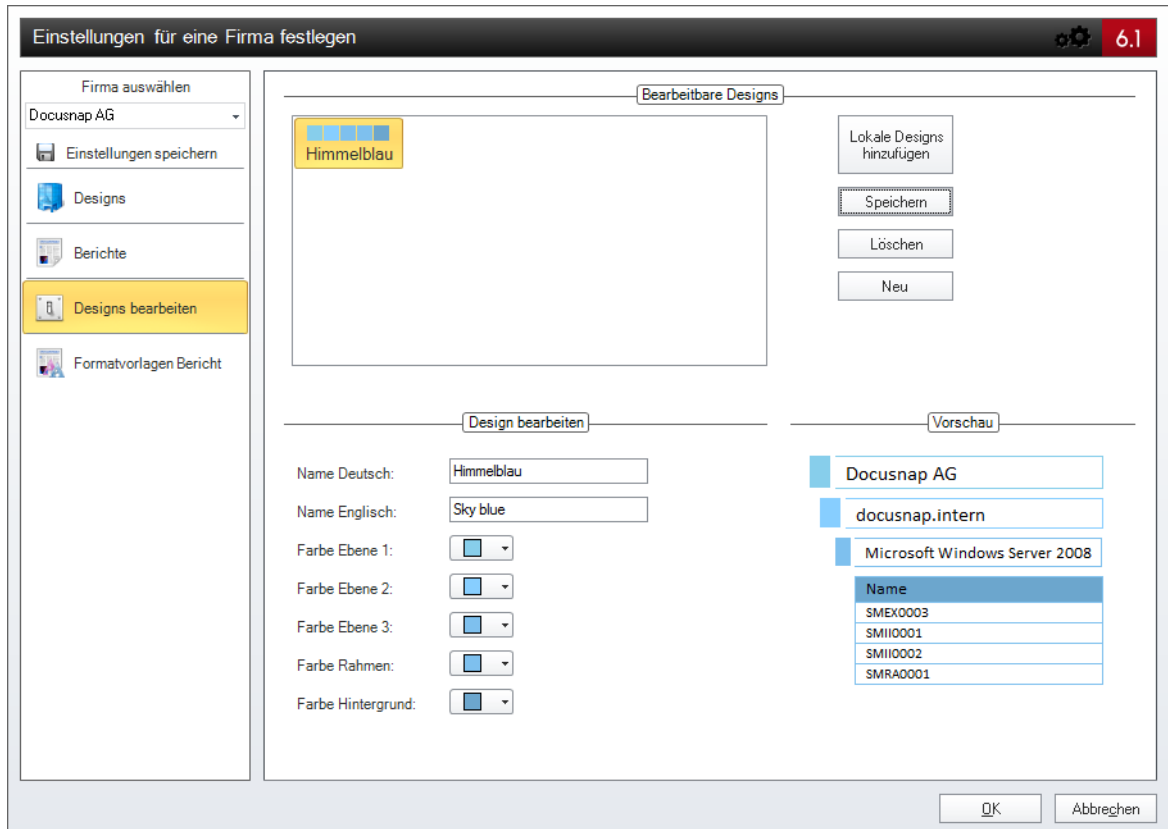 Einstellungen für eine Firma festlegen
6.1
Firma auswählen
Docusnap AG
Einstellungen speichern
Designs
Berichte
Designs bearbeiten
Formatvorlagen Bericht
Bearbeitbare Designs
Himmelblau
Lokale Designs
hinzufügen
Speichern
Löschen
Neu
Design bearbeiten
Name Deutsch:
Himmelblau
Name Englisch:
Sky blue
Farbe Ebene 1:
Farbe Ebene 2:
Farbe Ebene 3:
Farbe Rahmen:
Farbe Hintergrund:
Vorschau
Docusnap AG
docusnap.intern
Microsoft Windows Server 2008
Name
SMEX0003
SMII0001
SMII0002
SMRA0001
OK
Abbrechen